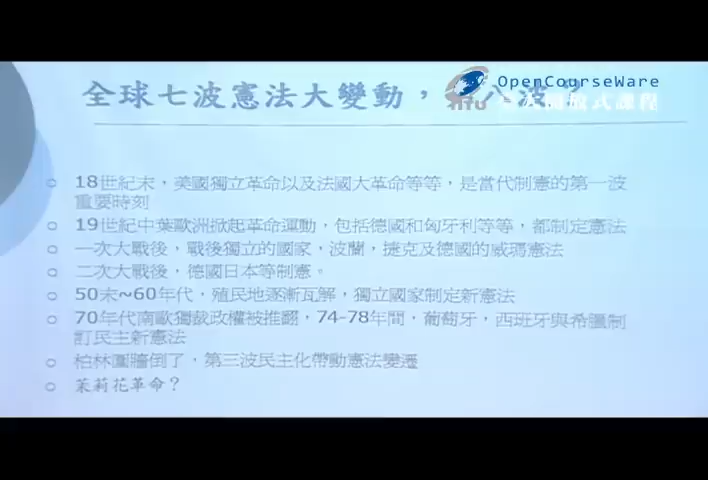 全球七波憲法大變動,八波?
OpenCourseWare
NTU
開放式課程
18世紀末,美國獨立革命以及法國大革命等等,是當代制憲的第一波
重要時刻
19世紀中葉歐洲掀起革命運動,包括德國和匈牙利等等,都制定憲法
一次大戰後,戰後獨立的國家,波蘭,捷克及德國的威瑪憲法
二次大戰後,德國日本等制憲。
50末~60年代,殖民地逐漸瓦解,獨立國家制定新憲法
70年代南歐獨裁政權被推翻,74-78年間,葡萄牙,西班牙與希臘制
訂民主新憲法
柏林圍牆倒了,第三波民主化帶動憲法變遷
茉莉花革命?